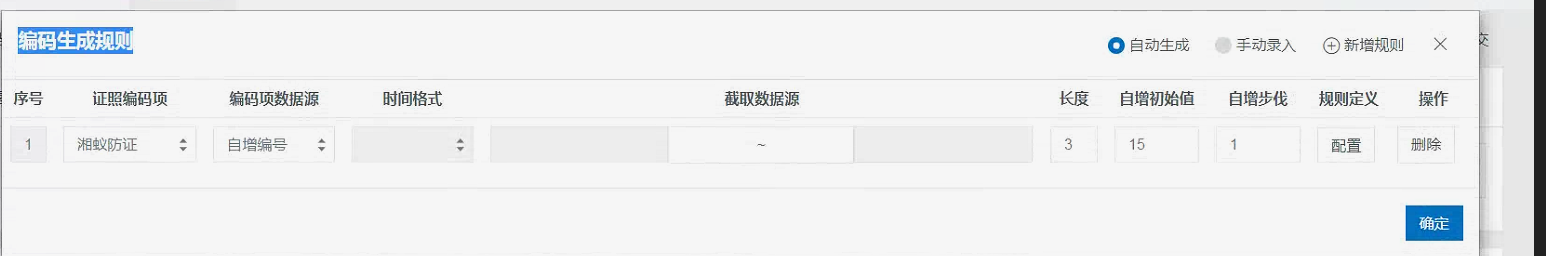 编码生成规则
自动生成 手动录入 新增规则
交
序号 证照编码项 编码项数据源 时间格式 截取数据源 长度 自增初始值 自增步伐 规则定义 操作
1 湘蚁防证 自增编号 ~ 3 15 1 配置 删除
确定